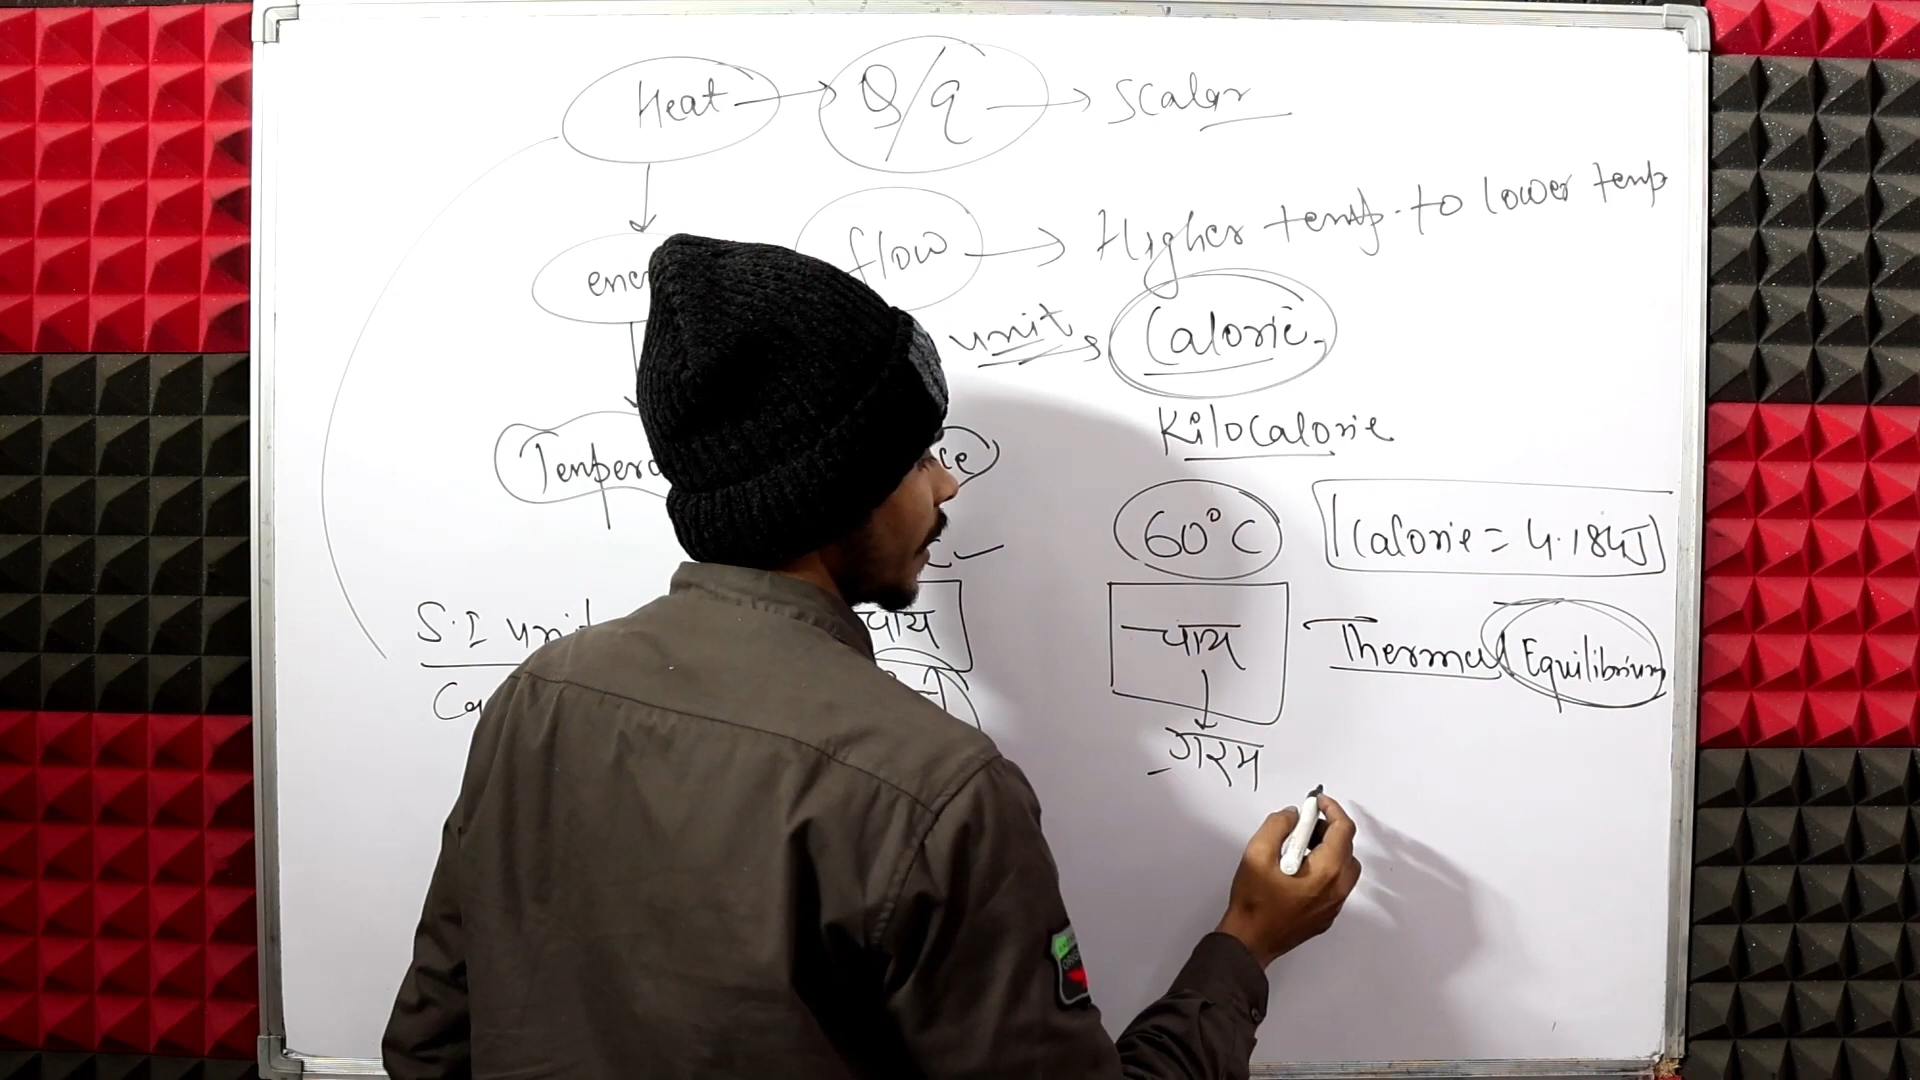 Heat → Q/q → Scalar
flow → Higher temp. to lower temp
unit → Calorie
Kilocalorie
60°C
1 Calorie = 4.184J
S.I unit
चाय
चाय
Thermal Equilibrium
गरम